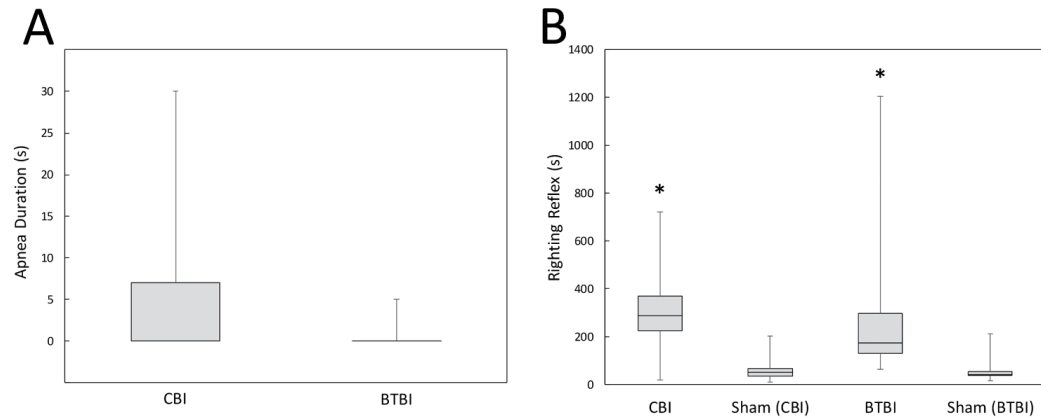 A
Apnea Duration (s)
30
25
20
15
10
5
0
CBI BTBI
B
Righting Reflex (s)
1400
1200
1000
800
600
400
200
0
*
*
CBI Sham (CBI) BTBI Sham (BTBI)